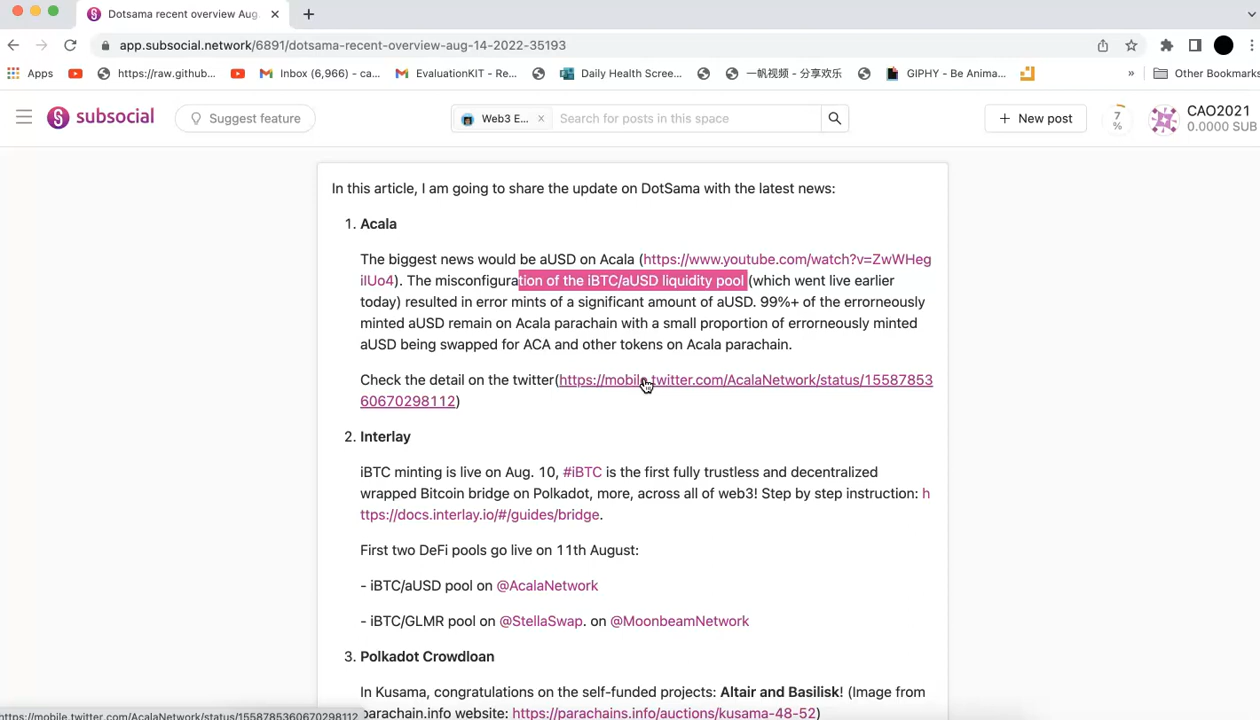 Dotsama recent overview Aug
app.subsocial.network/6891/dotsama-recent-overview-aug-14-2022-35193
Apps https://raw.github... Inbox (6,966) - ca... EvaluationKIT - Re... Daily Health Scree... 一帆视频 - 分享欢乐 GIPHY - Be Anima... » Other Bookmarks
subsocial Suggest feature Web3 E... × Search for posts in this space + New post 7 % CAO2021
0.0000 SUB
In this article, I am going to share the update on DotSama with the latest news:
1. Acala
The biggest news would be aUSD on Acala (https://www.youtube.com/watch?v=ZwWHeg
iIUo4). The misconfiguration of the iBTC/aUSD liquidity pool (which went live earlier
today) resulted in error mints of a significant amount of aUSD. 99%+ of the errorneously
minted aUSD remain on Acala parachain with a small proportion of errorneously minted
aUSD being swapped for ACA and other tokens on Acala parachain.
Check the detail on the twitter(https://mobile.twitter.com/AcalaNetwork/status/15587853
60670298112)
2. Interlay
iBTC minting is live on Aug. 10, #iBTC is the first fully trustless and decentralized
wrapped Bitcoin bridge on Polkadot, more, across all of web3! Step by step instruction: h
ttps://docs.interlay.io/#/guides/bridge.
First two DeFi pools go live on 11th August:
- iBTC/aUSD pool on @AcalaNetwork
- iBTC/GLMR pool on @StellaSwap. on @MoonbeamNetwork
3. Polkadot Crowdloan
In Kusama, congratulations on the self-funded projects: Altair and Basilisk! (Image from
parachain.info website: https://parachains.info/auctions/kusama-48-52)
https://mobile.twitter.com/AcalaNetwork/status/1558785360670298112